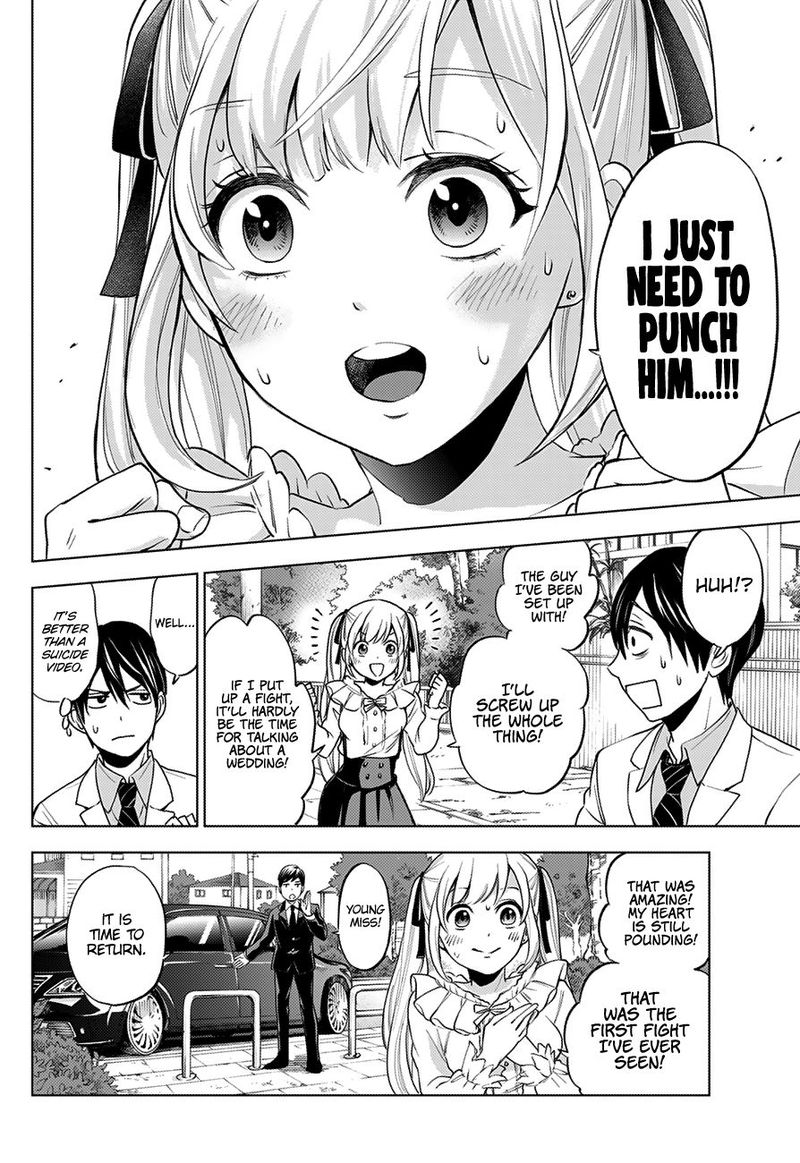 I JUST
NEED TO
PUNCH
HIM...!!!
HUH!?
THE GUY
I'VE BEEN
SET UP
WITH!
I'LL
SCREW UP
THE WHOLE
THING!
IF I PUT
UP A FIGHT,
IT'LL HARDLY
BE THE TIME
FOR TALKING
ABOUT A
WEDDING!
WELL...
IT'S
BETTER
THAN A
SUICIDE
VIDEO.
THAT WAS
AMAZING!
MY HEART
IS STILL
POUNDING!
THAT
WAS THE
FIRST FIGHT
I'VE EVER
SEEN!
YOUNG
MISS!
IT IS
TIME TO
RETURN.